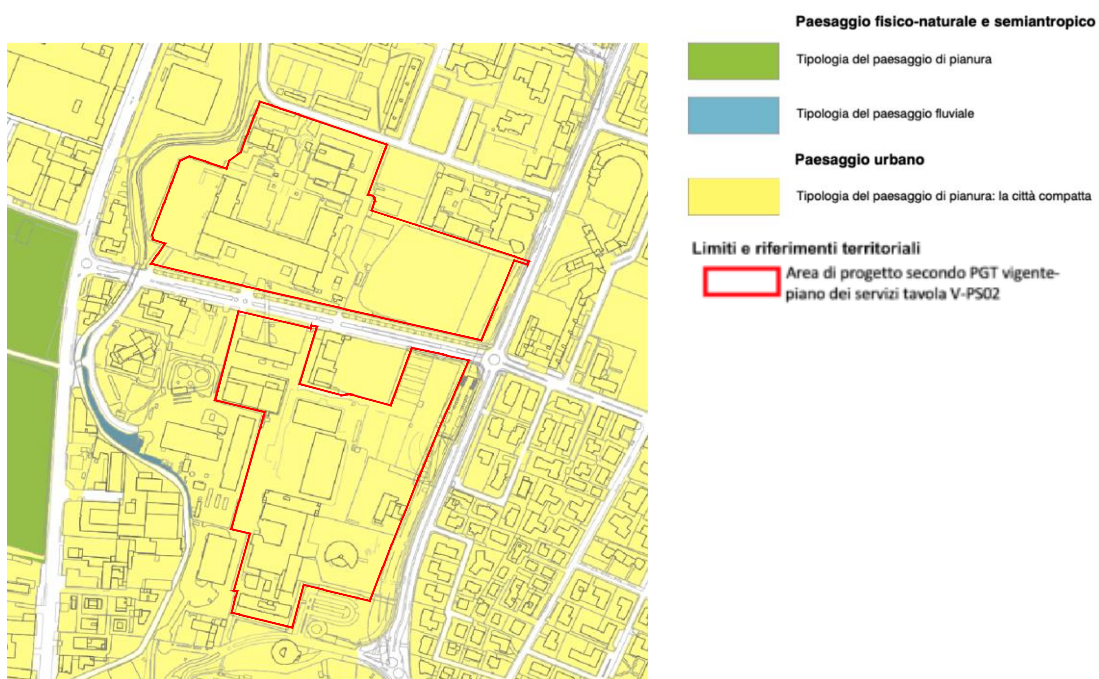 Paesaggio fisico-naturale e semiantropico
Tipologia del paesaggio di pianura
Tipologia del paesaggio fluviale
Paesaggio urbano
Tipologia del paesaggio di pianura: la città compatta
Limiti e riferimenti territoriali
Area di progetto secondo PGT vigente-
piano dei servizi tavola V-PS02